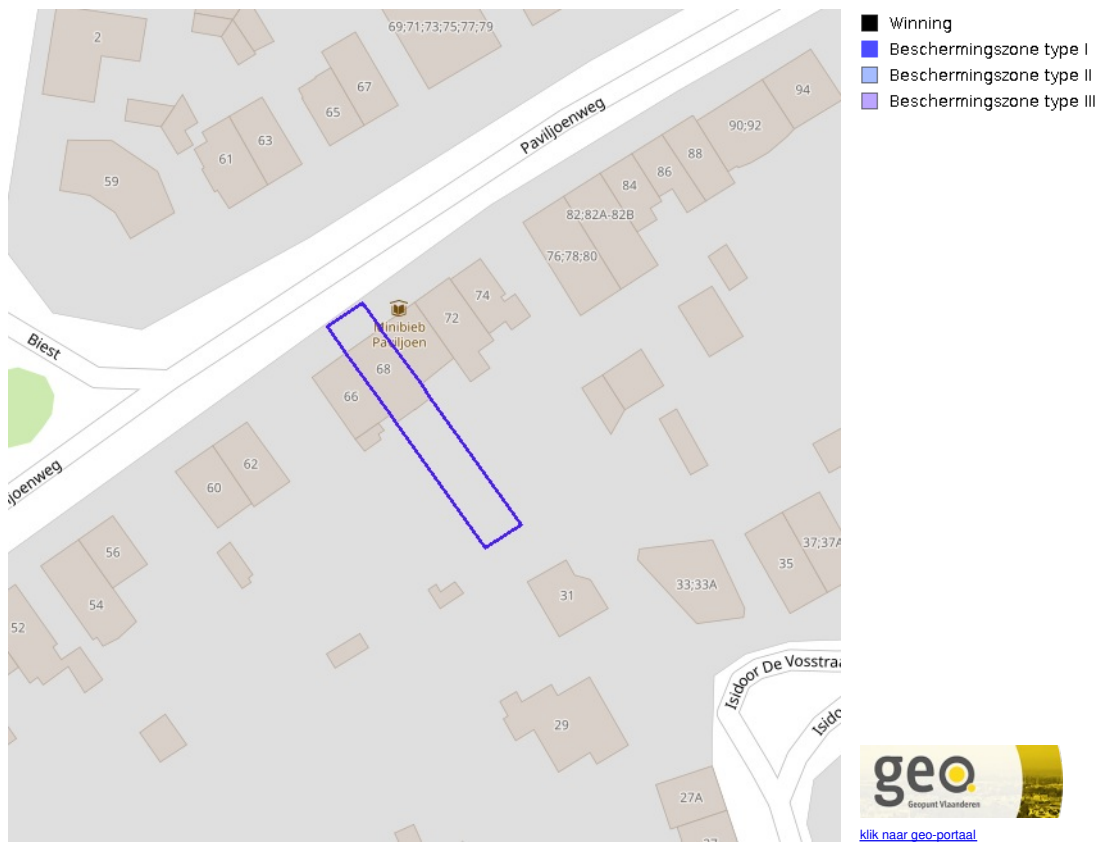 2
69;71;73;75;77;79
67
65
63
61
59
Paviljoenweg
94
90;92
88
86
84
82;82A-82B
76;78;80
74
72
Minibieb
Paviljoen
68
66
Biest
62
60
56
54
52
31
33;33A
35
37;37A
29
27A
Isidoor De Vosstraa
Isido
ljoenweg
Winning
Beschermingszone type I
Beschermingszone type II
Beschermingszone type III
geo
Geopunt Vlaanderen
klik naar geo-portaal